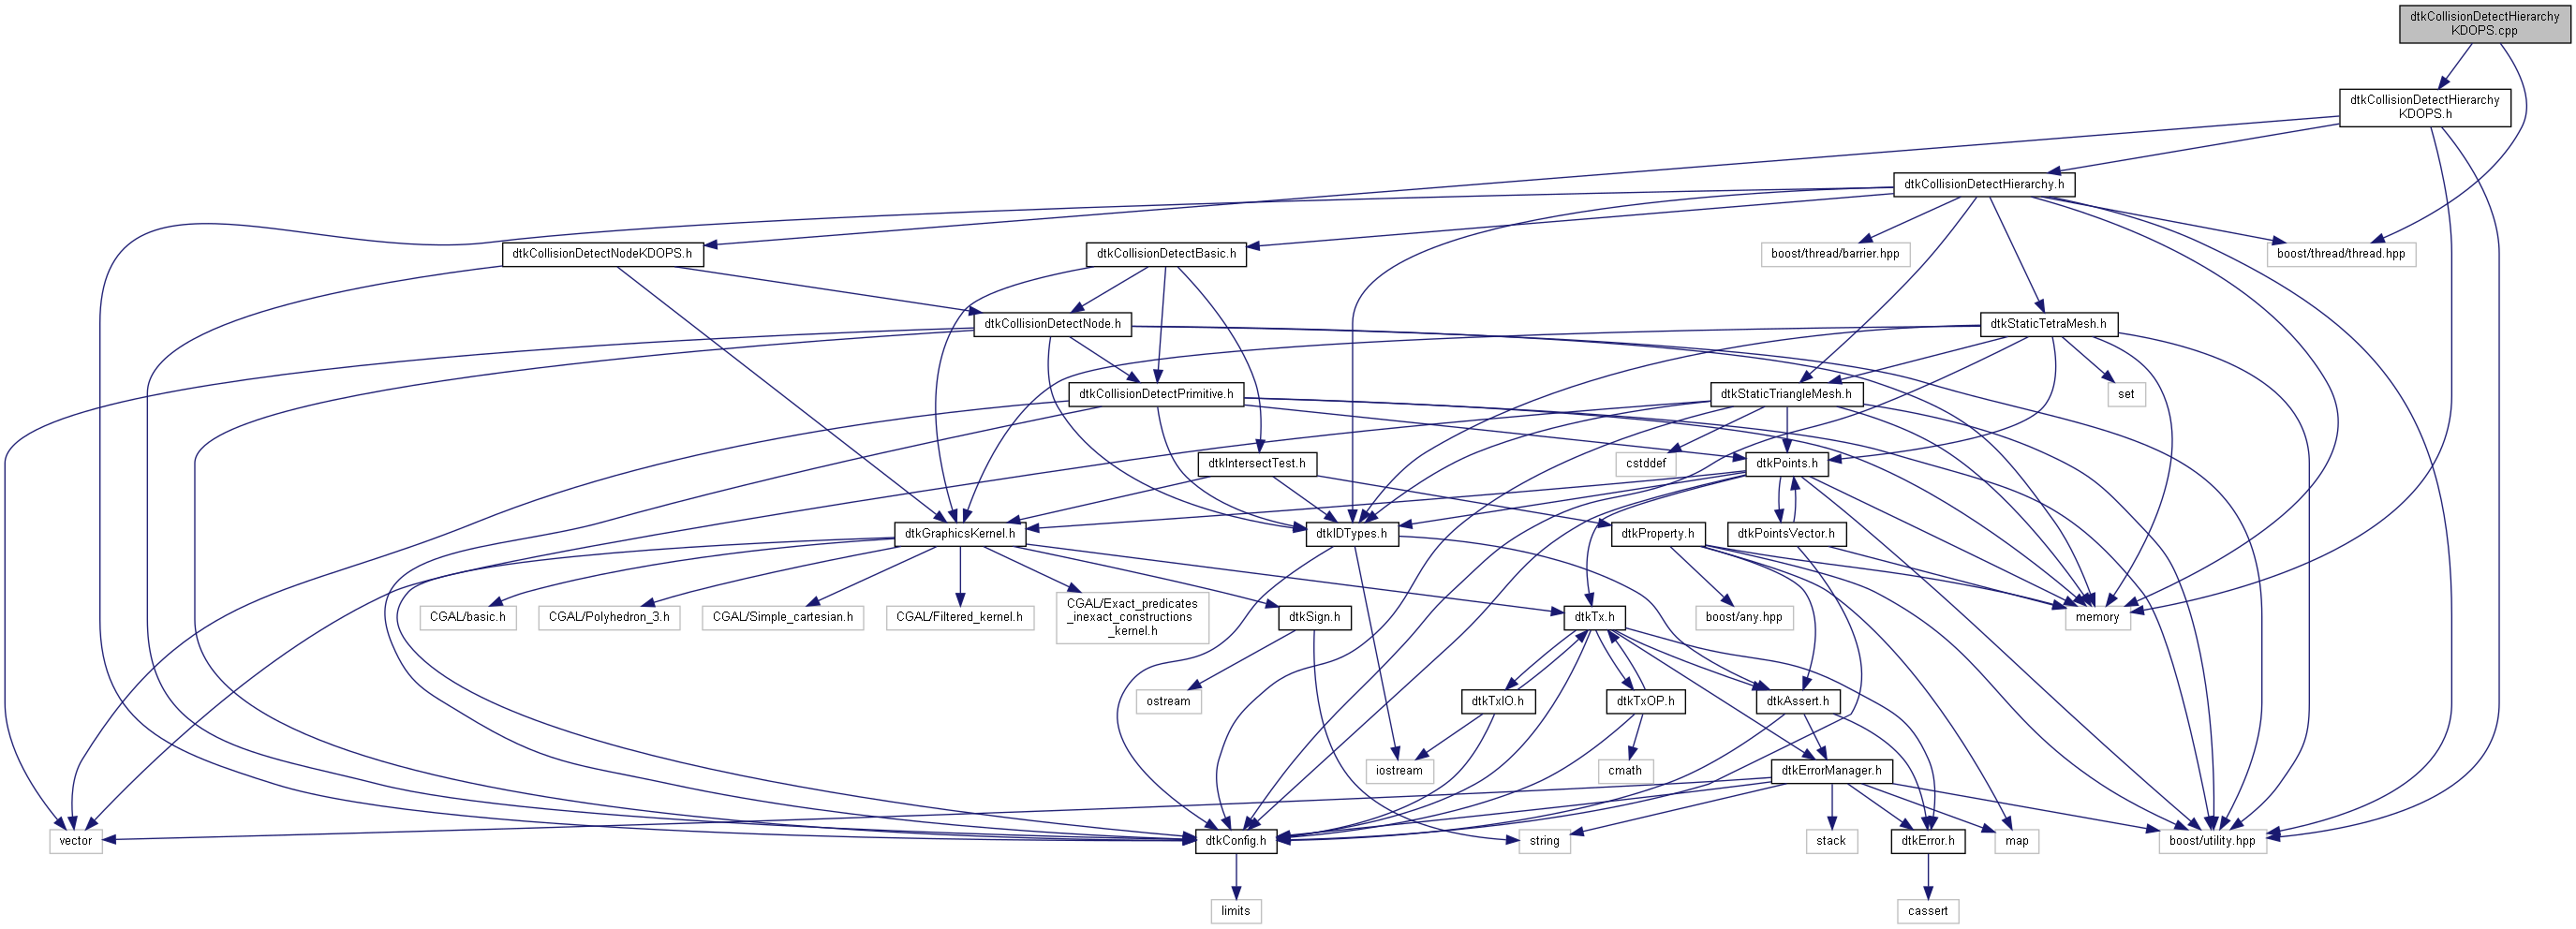 dtkCollisionDetectHierarchy
KDOPS.cpp
dtkCollisionDetectHierarchy
KDOPS.h
dtkCollisionDetectHierarchy.h
dtkCollisionDetectNodeKDOPS.h
dtkCollisionDetectBasic.h
boost/thread/barrier.hpp
boost/thread/thread.hpp
dtkCollisionDetectNode.h
dtkStaticTetraMesh.h
dtkCollisionDetectPrimitive.h
dtkStaticTriangleMesh.h
set
dtkIntersectTest.h
cstddef
dtkPoints.h
dtkGraphicsKernel.h
dtkIDTypes.h
dtkProperty.h
dtkPointsVector.h
CGAL/basic.h
CGAL/Polyhedron_3.h
CGAL/Simple_cartesian.h
CGAL/Filtered_kernel.h
CGAL/Exact_predicates
_inexact_constructions
_kernel.h
dtkSign.h
dtkTx.h
boost/any.hpp
memory
ostream
dtkTxIO.h
dtkTxOP.h
dtkAssert.h
iostream
cmath
dtkErrorManager.h
vector
dtkConfig.h
string
stack
dtkError.h
map
boost/utility.hpp
limits
cassert